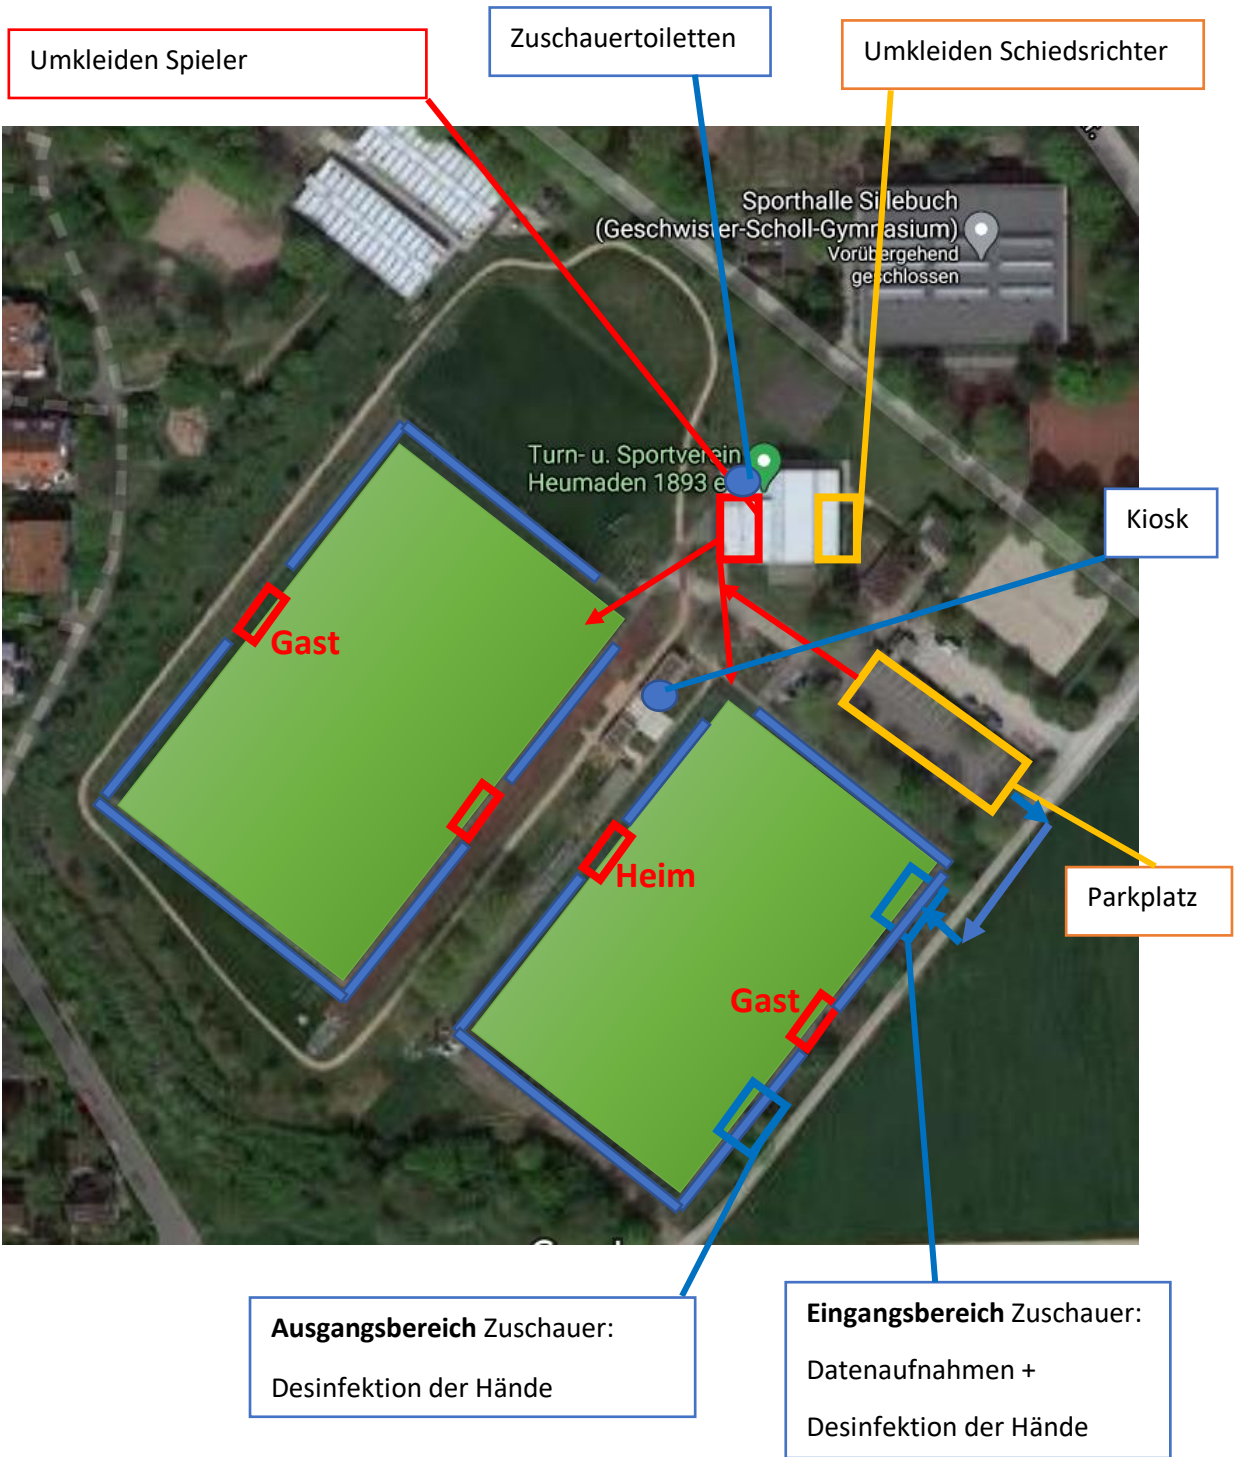 Umkleiden Spieler
Zuschauertoiletten
Umkleiden Schiedsrichter
Sporthalle Sillebuch
(Geschwister-Scholl-Gymnasium)
Vorübergehend
geschlossen
Turn- u. Sportverein
Heumaden 1893 e
Kiosk
Gast
Heim
Parkplatz
Gast
Ausgangsbereich Zuschauer:
Desinfektion der Hände
Eingangsbereich Zuschauer:
Datenaufnahmen +
Desinfektion der Hände